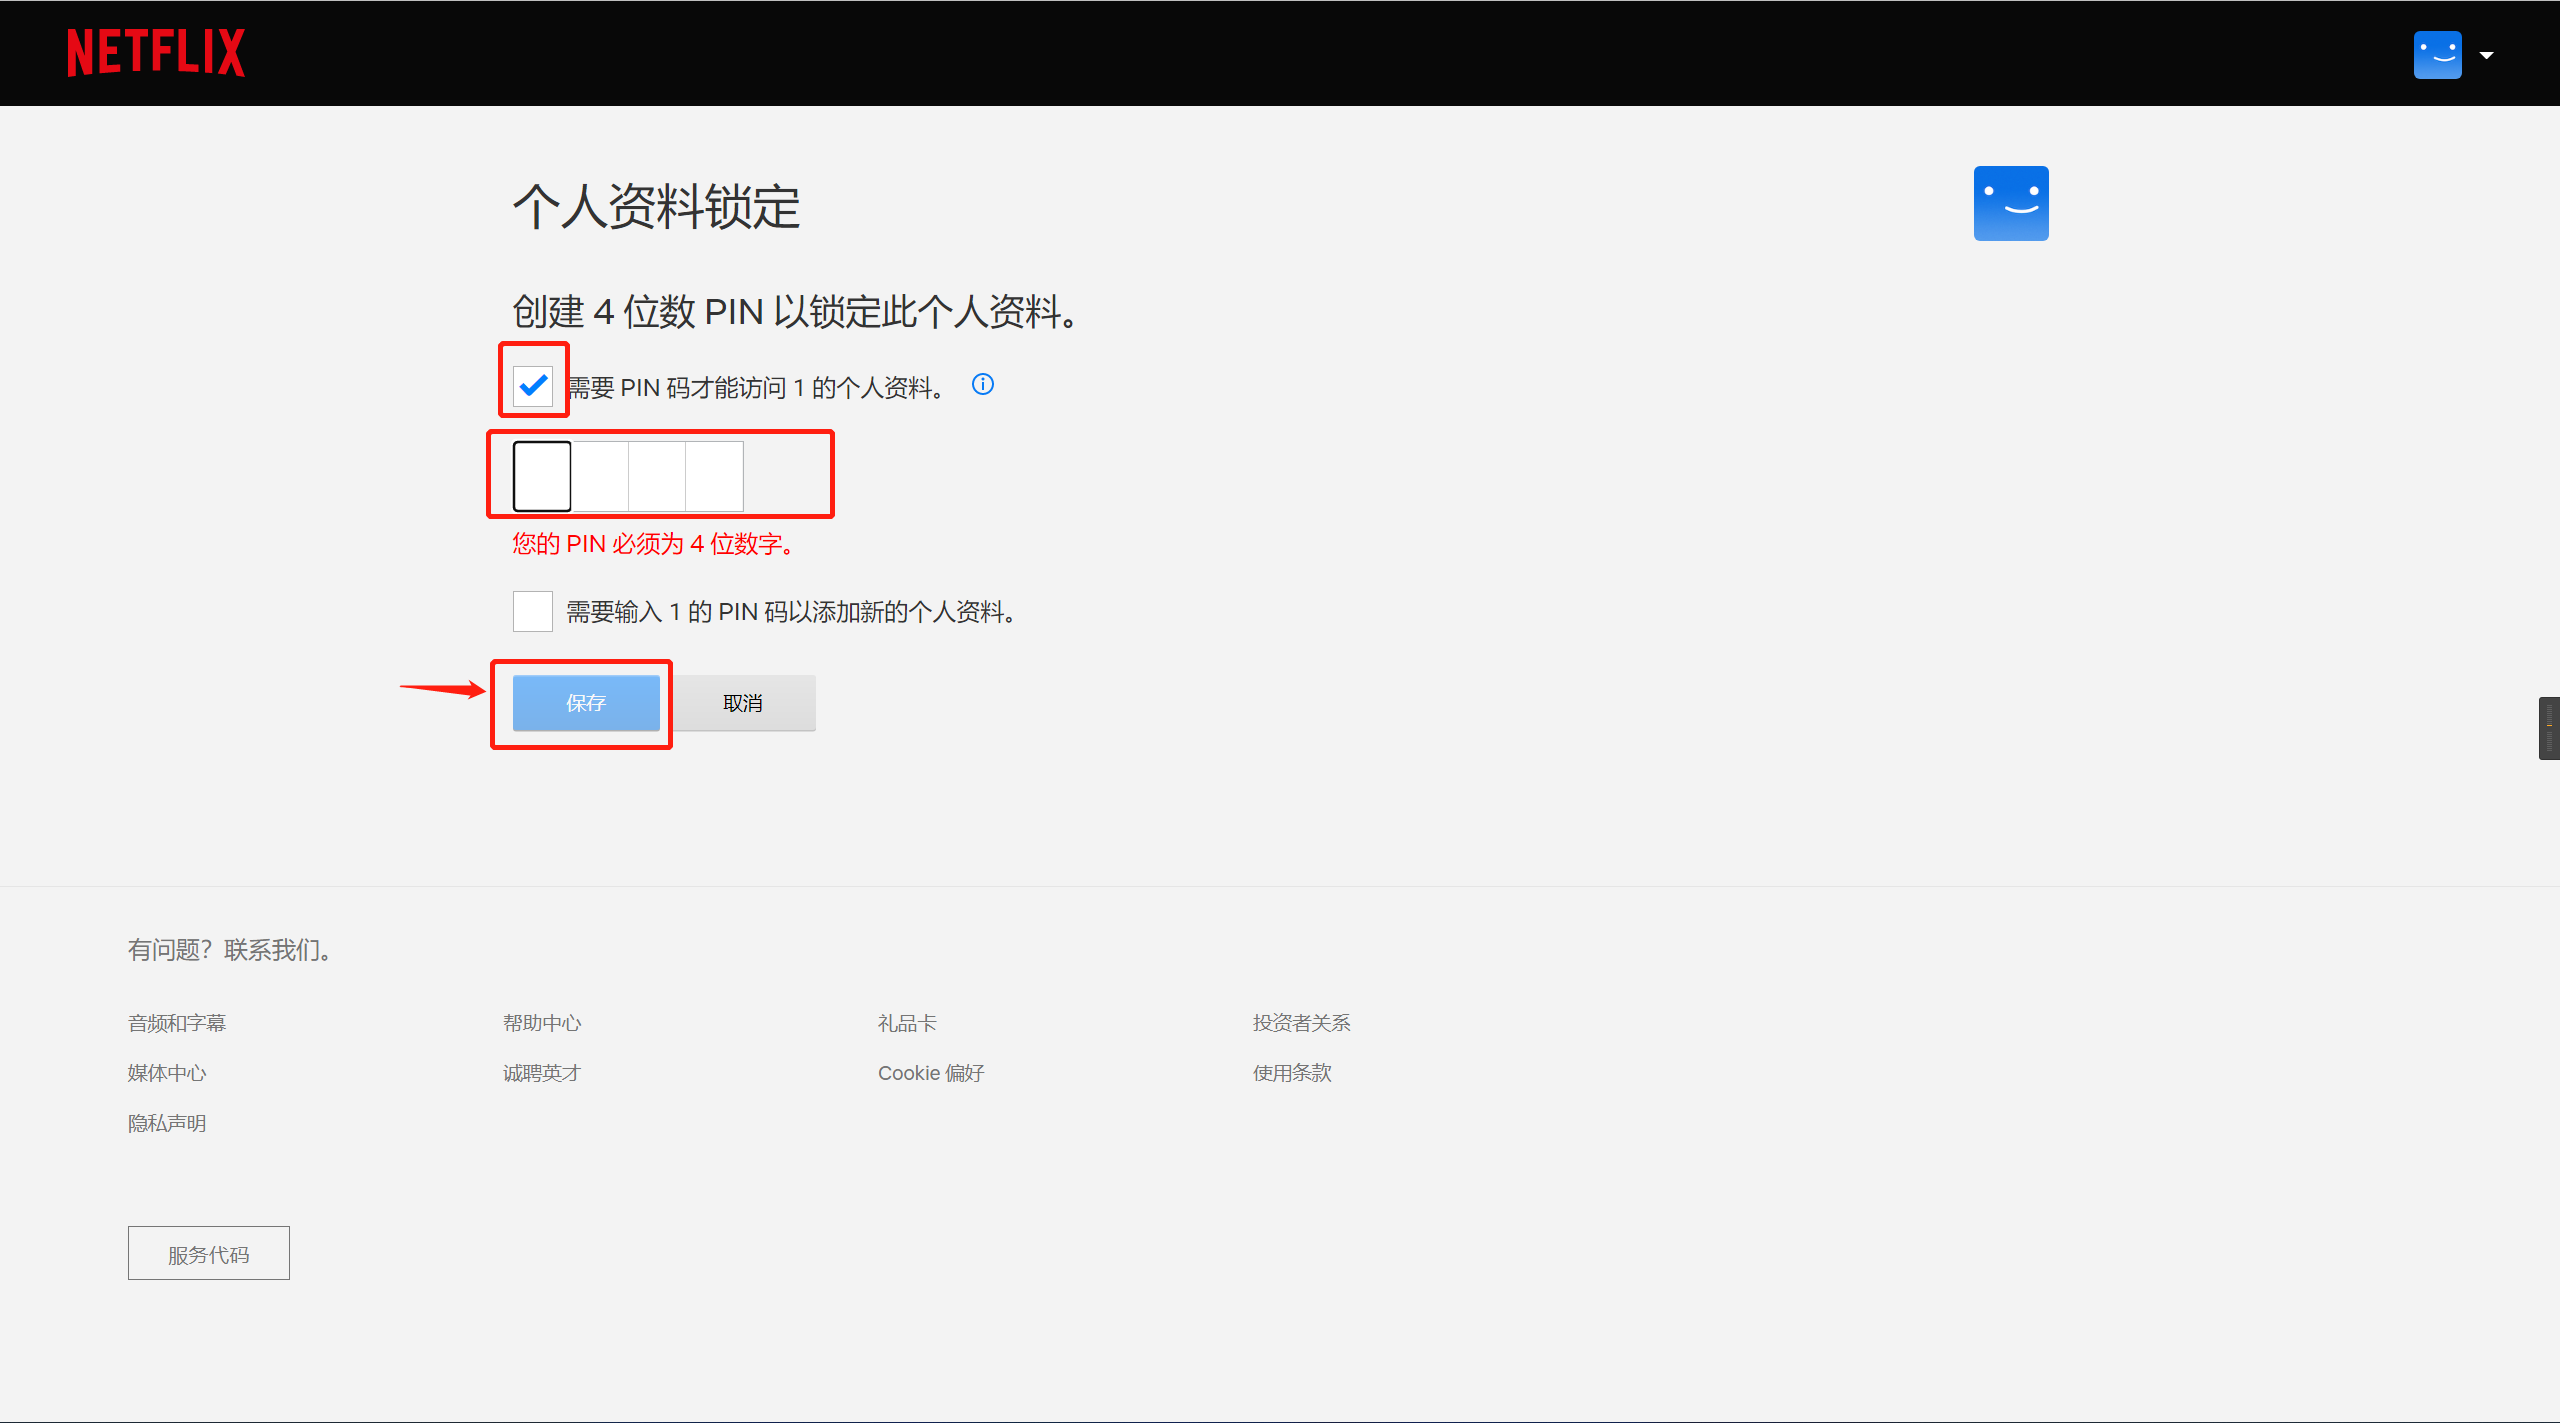 NETFLIX
个人资料锁定
创建 4 位数 PIN 以锁定此个人资料。
需要 PIN 码才能访问 1 的个人资料。
您的 PIN 必须为 4 位数字。
需要输入 1 的 PIN 码以添加新的个人资料。
保存 取消
有问题？联系我们。
音频和字幕 帮助中心 礼品卡 投资者关系
媒体中心 诚聘英才 Cookie 偏好 使用条款
隐私声明
服务代码